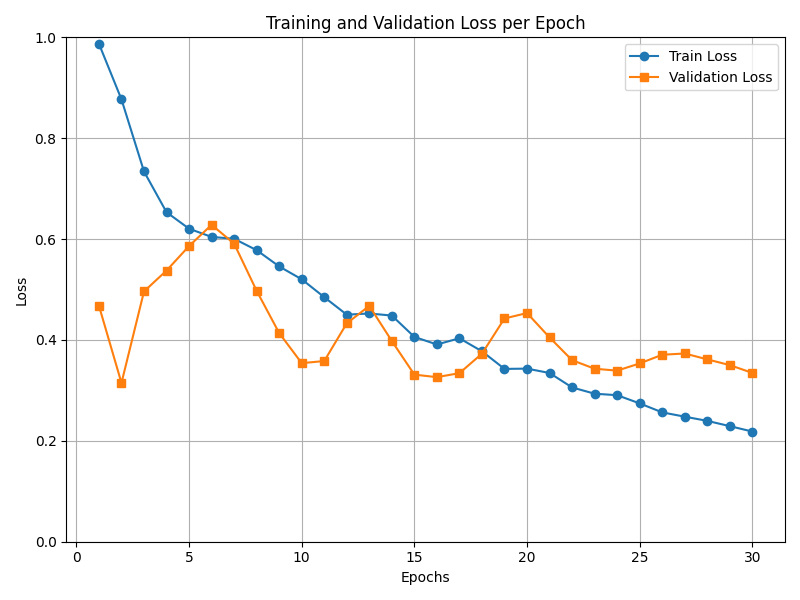 Training and Validation Loss per Epoch
Train Loss
Validation Loss
1.0
0.8
0.6
0.4
0.2
0.0
Loss
0 5 10 15 20 25 30
Epochs